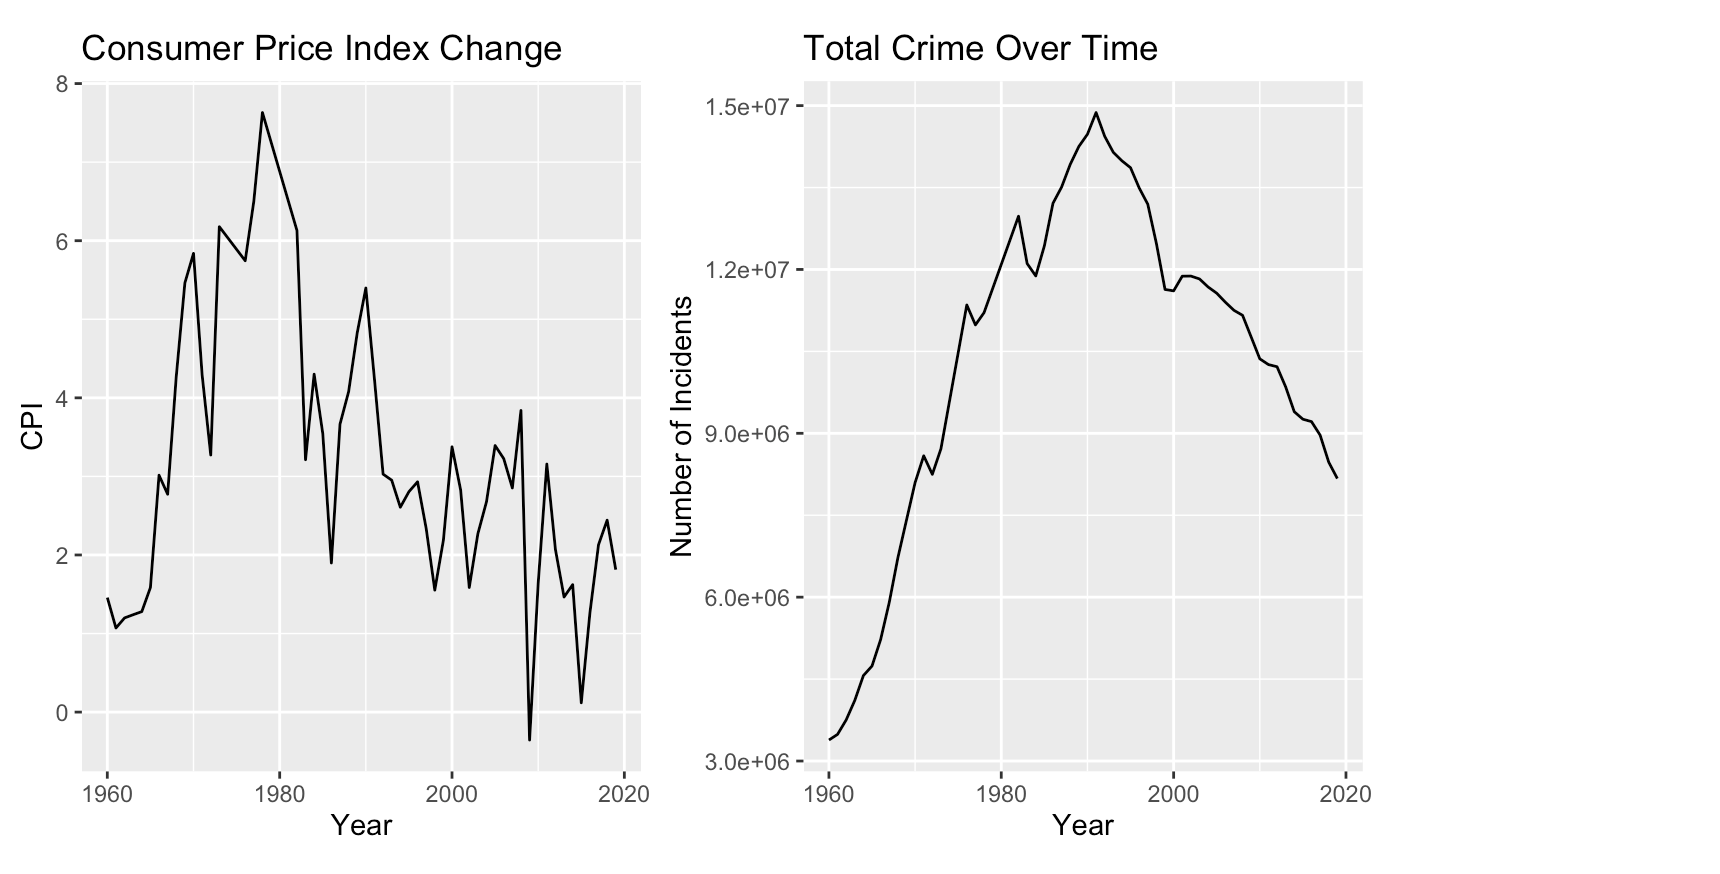 Consumer Price Index Change
8
6
4
2
0
CPI
1960 1980 2000 2020
Year
Total Crime Over Time
1.5e+07
1.2e+07
9.0e+06
6.0e+06
3.0e+06
Number of Incidents
1960 1980 2000 2020
Year